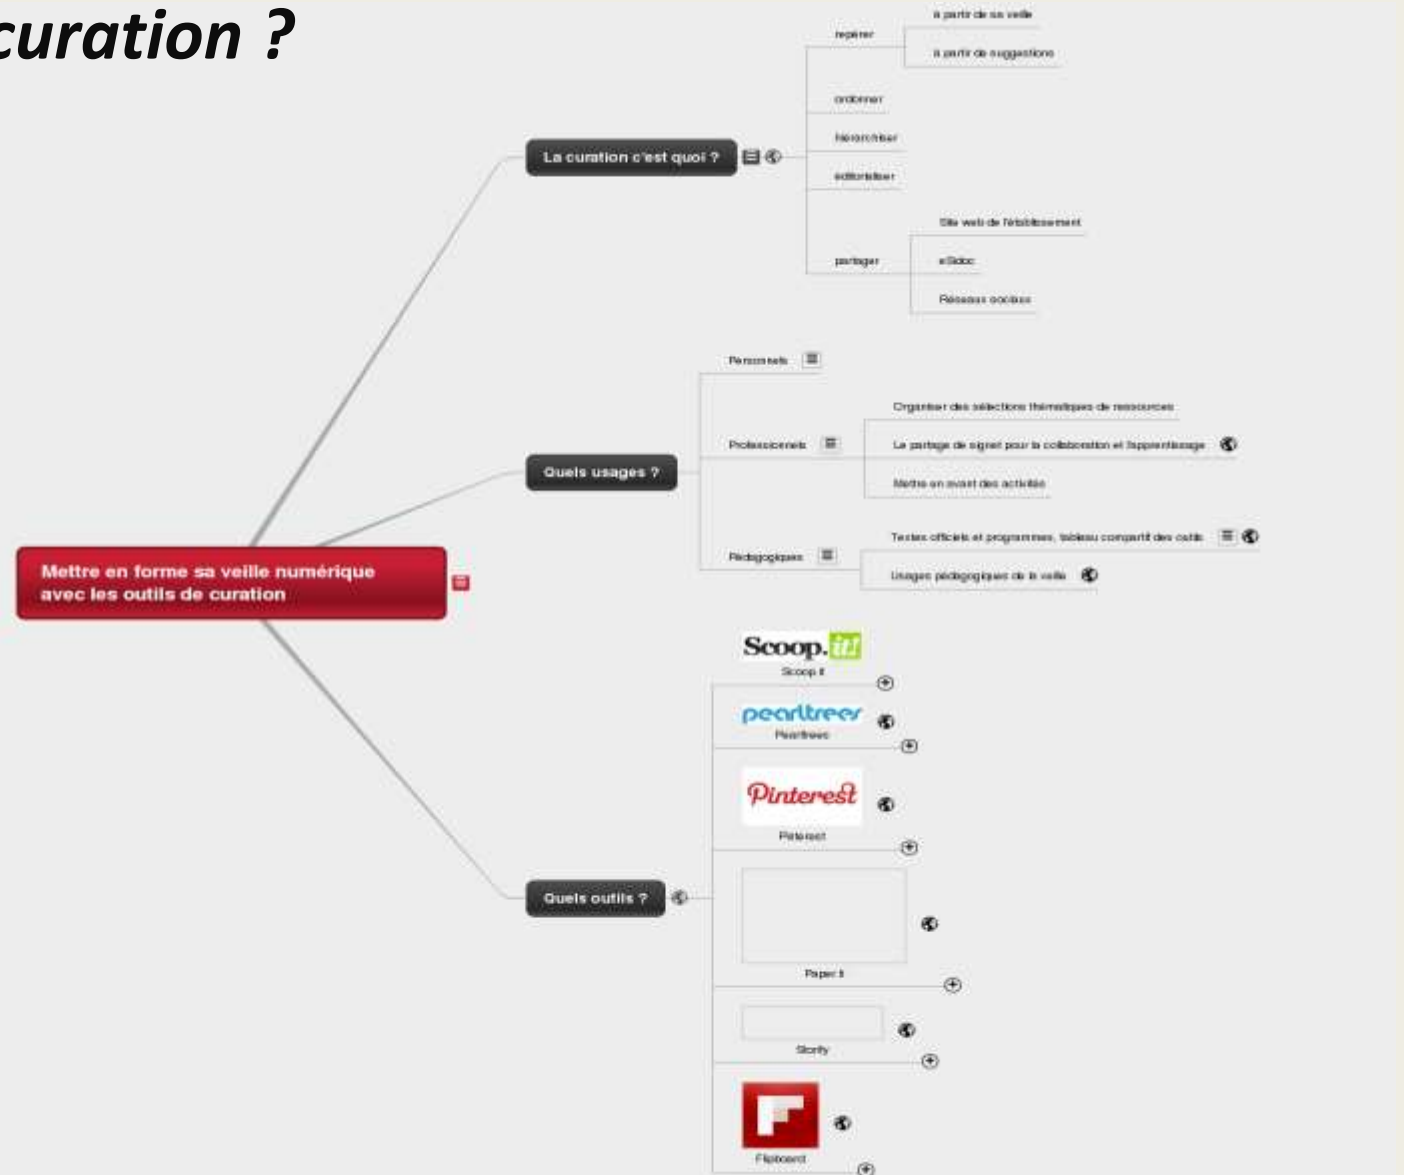 curation ?
La curation c'est quoi ?
repérer
à partir de sa veille
à partir de suggestions
ordonner
hiérarchiser
éditorialiser
partager
Site web de l'établissement
eSidoc
Réseaux sociaux
Quels usages ?
Personnels
Professionnels
Organiser des sélections thématiques de ressources
Le partage de signet pour la collaboration et l'apprentissage
Mettre en avant des activités
Pédagogiques
Textes officiels et programmes, tableau compartif des outils
Usages pédagogiques de la veille
Mettre en forme sa veille numérique
avec les outils de curation
Quels outils ?
Scoop.it!
Scoop it
pearltrees
Pearltrees
Pinterest
Pinterest
Paper li
Storify
Flipboard